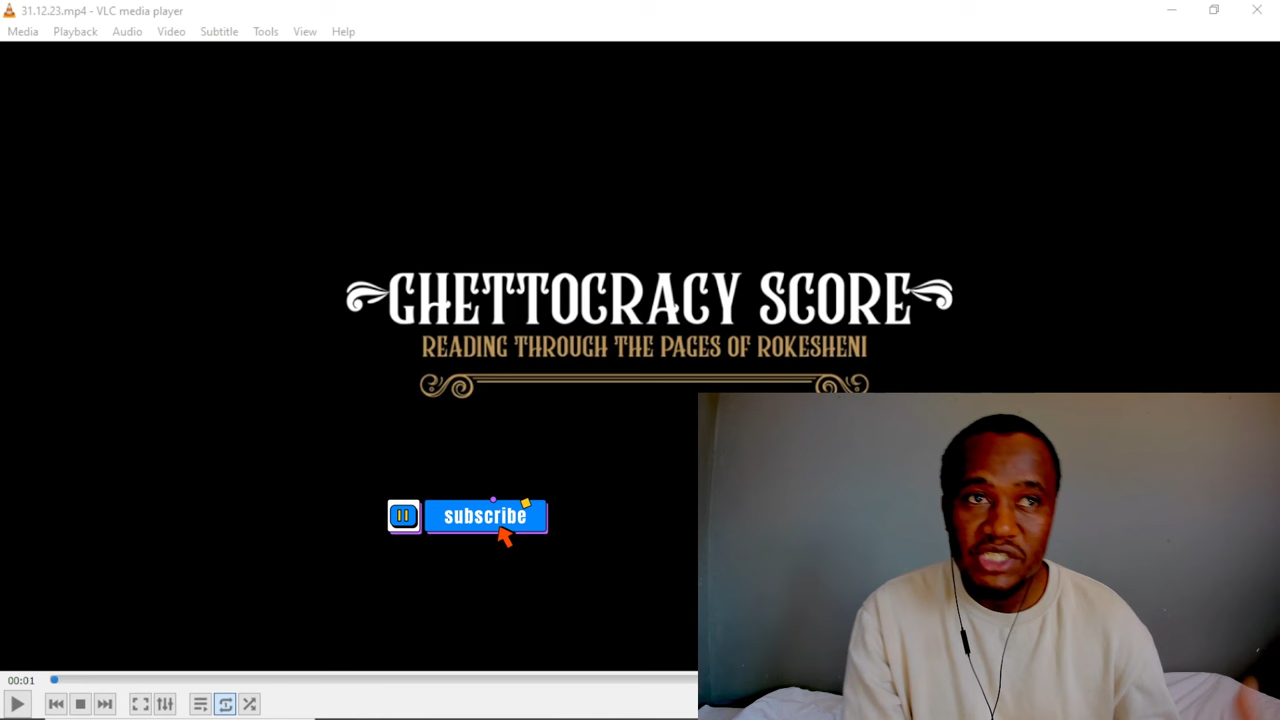 31.12.23.mp4 - VLC media player
Media Playback Audio Video Subtitle Tools View Help
GHETTOCRACY SCORE
READING THROUGH THE PAGES OF ROKESHENI
subscribe
00:01